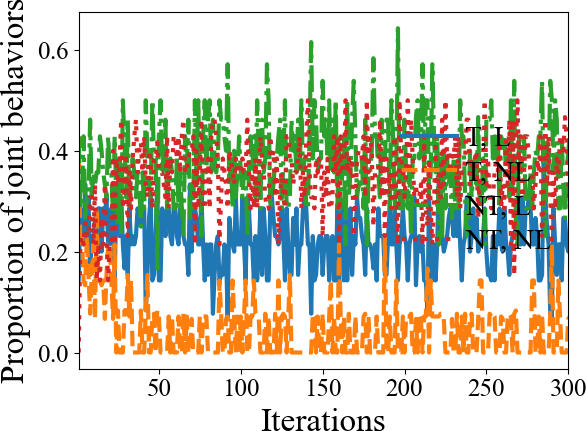 Proportion of joint behaviors
0.6
0.4
0.2
0.0
T, L
T, NL
NT, L
NT, NL
50
100
150
200
250
300
Iterations